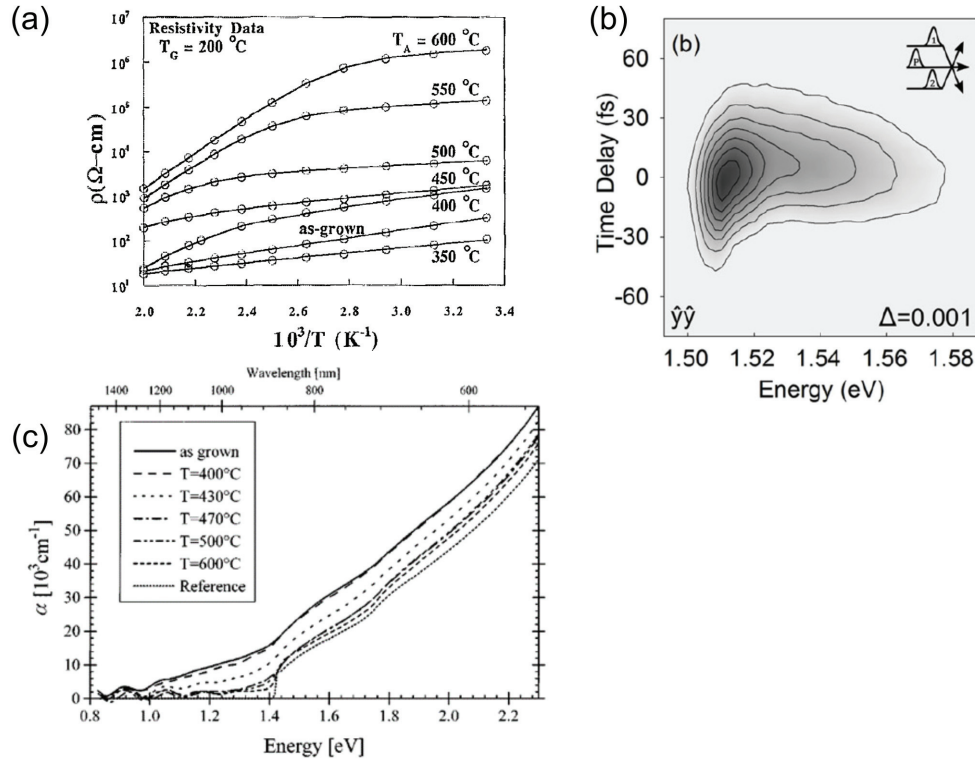 (a)
Resistivity Data
T_G = 200 °C
T_A = 600 °C
550 °C
500 °C
450 °C
400 °C
as-grown
350 °C
10^7
10^6
10^5
10^4
10^3
10^2
10^1
ρ(Ω-cm)
2.0 2.2 2.4 2.6 2.8 3.0 3.2 3.4
10^3/T (K^-1)
(b)
(b)
1
P
2
60
30
0
-30
-60
Time Delay (fs)
ŷŷ
Δ=0.001
1.50 1.52 1.54 1.56 1.58
Energy (eV)
(c)
Wavelength [nm]
1400 1200 1000 800 600
as grown
T=400°C
T=430°C
T=470°C
T=500°C
T=600°C
Reference
80
70
60
50
40
30
20
10
0
α [10^3cm^-1]
0.8 1.0 1.2 1.4 1.6 1.8 2.0 2.2
Energy [eV]